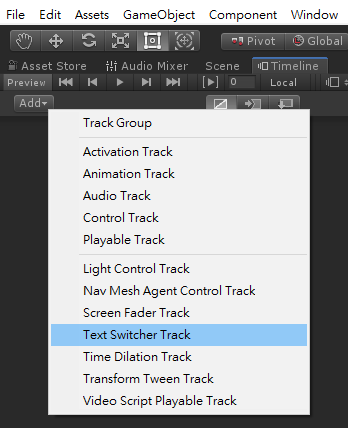 File Edit Assets GameObject Component Window
Pivot Global
Asset Store Audio Mixer Scene Timeline
Preview 0 Local
Add
Track Group
Activation Track
Animation Track
Audio Track
Control Track
Playable Track
Light Control Track
Nav Mesh Agent Control Track
Screen Fader Track
Text Switcher Track
Time Dilation Track
Transform Tween Track
Video Script Playable Track